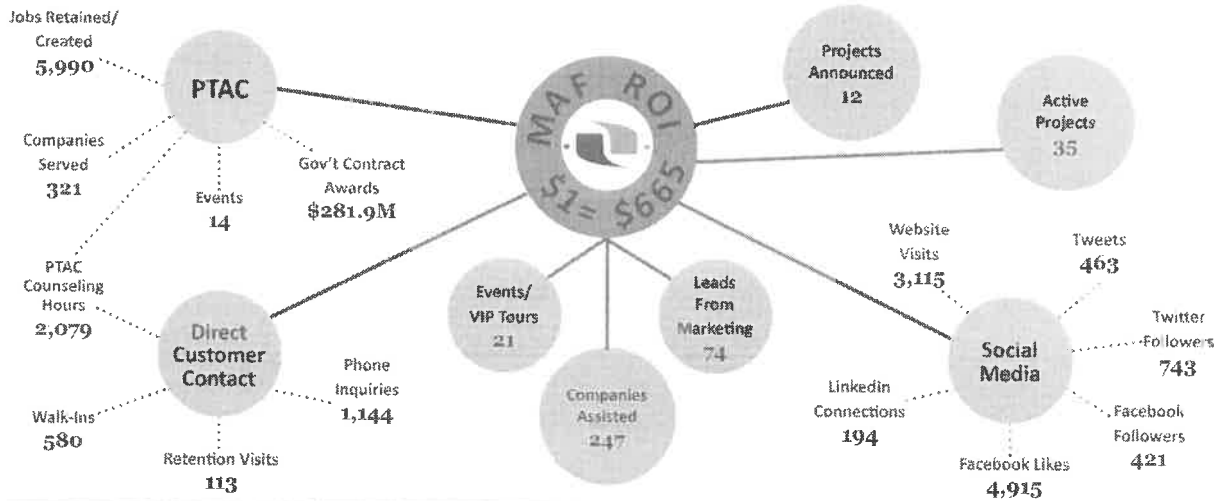 Jobs Retained/
Created
5,990
PTAC
Companies
Served
321
Events
14
Gov't Contract
Awards
$281.9M
PTAC
Counseling
Hours
2,079
MAF ROI
$1= $665
Projects
Announced
12
Active
Projects
35
Direct
Customer
Contact
Walk-Ins
580
Retention Visits
113
Phone
Inquiries
1,144
Events/
VIP Tours
21
Companies
Assisted
247
Leads
From
Marketing
74
Website
Visits
3,115
Tweets
463
Social
Media
Twitter
Followers
743
LinkedIn
Connections
194
Facebook
Followers
421
Facebook Likes
4,915